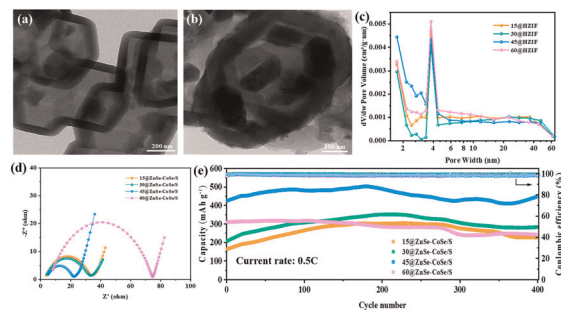 (a)
200 nm
(b)
200 nm
(c)
dV/dw Pore Volume (cm³/g·nm)
0.005
0.004
0.003
0.002
0.001
0.000
15@HZIF
30@HZIF
45@HZIF
60@HZIF
2 4 6 8 10 20 40 60
Pore Width (nm)
(d)
-Z'' (ohm)
40
30
20
10
0
15@ZnSe-CoSe/S
30@ZnSe-CoSe/S
45@ZnSe-CoSe/S
60@ZnSe-CoSe/S
0 20 40 60 80 100
Z' (ohm)
(e)
Capacity (mAh g⁻¹)
600
500
400
300
200
100
0
15@ZnSe-CoSe/S
30@ZnSe-CoSe/S
45@ZnSe-CoSe/S
60@ZnSe-CoSe/S
Current rate: 0.5C
0 100 200 300 400
Cycle number
100
80
60
40
20
0
Coulombic efficiency (%)